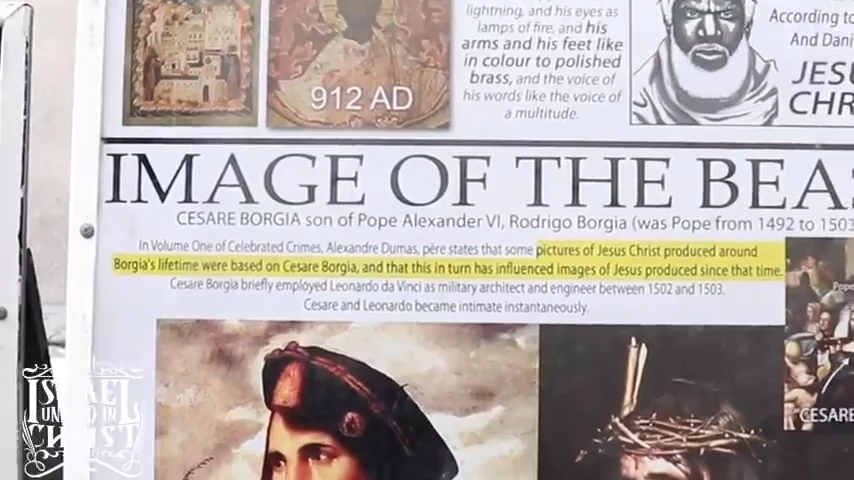 lightning, and his eyes as
lamps of fire, and his
arms and his feet like
in colour to polished
brass, and the voice of
his words like the voice of
a multitude.
912 AD
According to
And Dani
JESU
CHR
IMAGE OF THE BEAS
CESARE BORGIA son of Pope Alexander VI, Rodrigo Borgia (was Pope from 1492 to 1503
In Volume One of Celebrated Crimes, Alexandre Dumas, père states that some pictures of Jesus Christ produced around
Borgia's lifetime were based on Cesare Borgia, and that this in turn has influenced images of Jesus produced since that time.
Cesare Borgia briefly employed Leonardo da Vinci as military architect and engineer between 1502 and 1503.
Cesare and Leonardo became intimate instantaneously.
Pope
CESARE
ISRAEL
UNITED IN
CHRIST